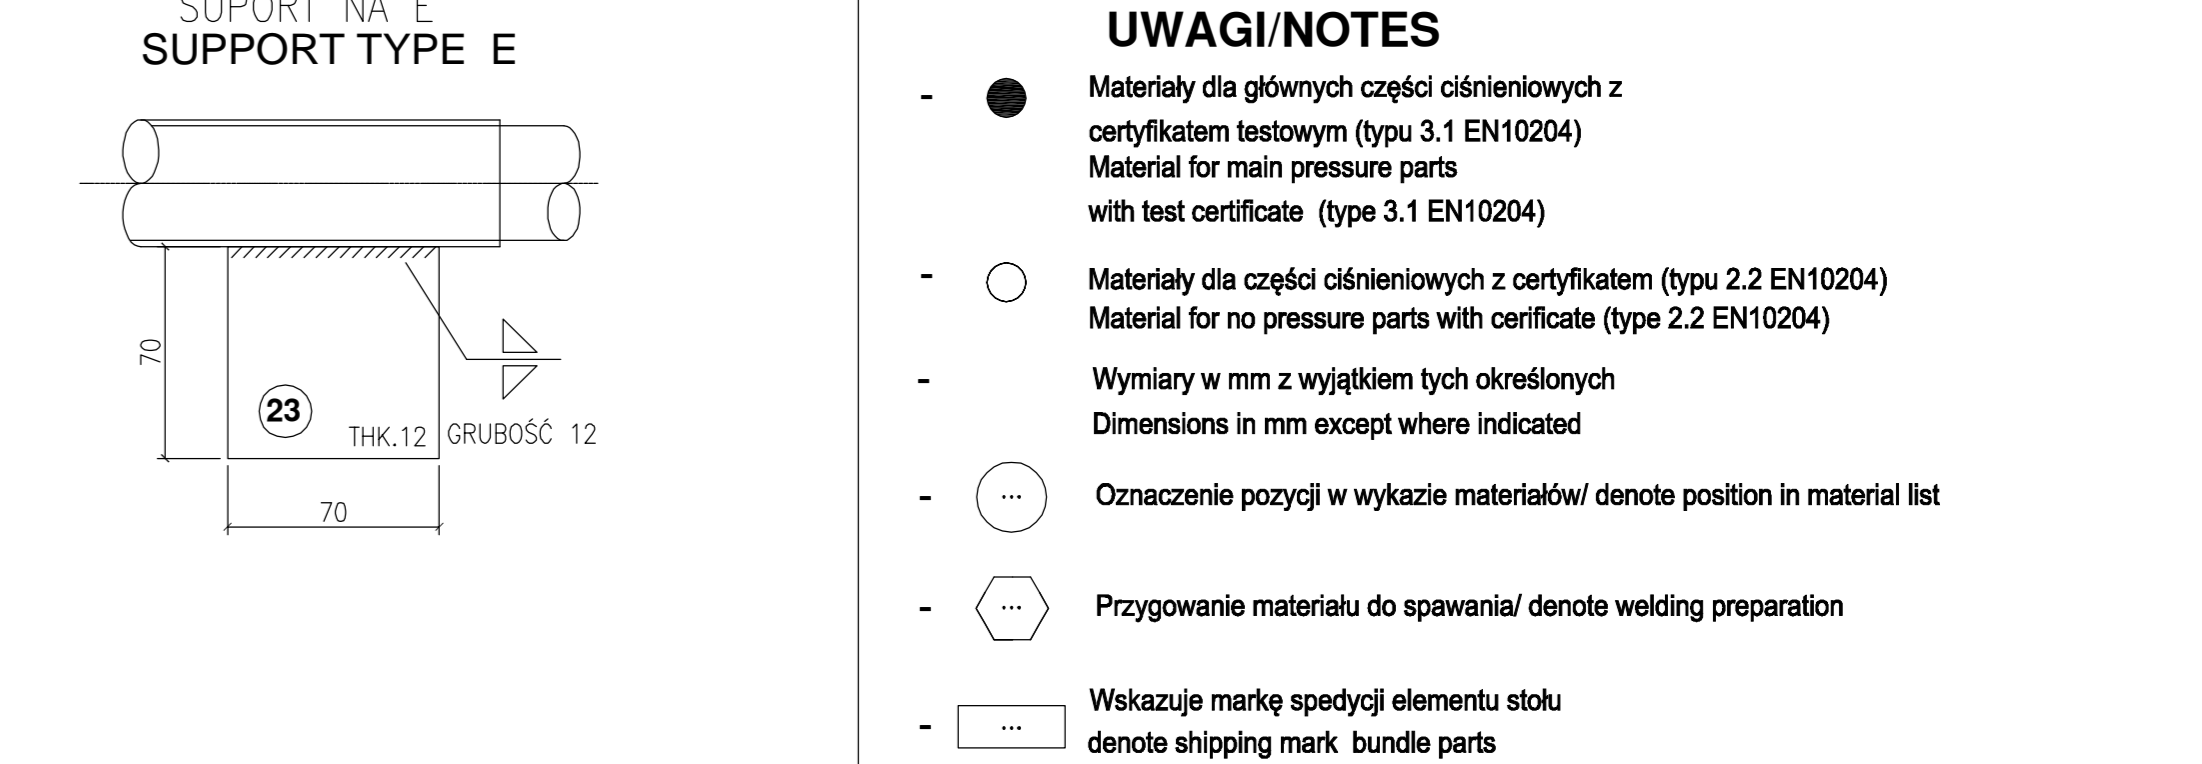 SUPORT NA E
SUPPORT TYPE E
70
23
THK.12 GRUBOŚĆ 12
70
UWAGI/NOTES
- Materiały dla głównych części ciśnieniowych z
certyfikatem testowym (typu 3.1 EN10204)
Material for main pressure parts
with test certificate (type 3.1 EN10204)
- Materiały dla części ciśnieniowych z certyfikatem (typu 2.2 EN10204)
Material for no pressure parts with cerificate (type 2.2 EN10204)
- Wymiary w mm z wyjątkiem tych określonych
Dimensions in mm except where indicated
- ... Oznaczenie pozycji w wykazie materiałów/ denote position in material list
- ... Przygowanie materiału do spawania/ denote welding preparation
- ... Wskazuje markę spedycji elementu stołu
denote shipping mark bundle parts